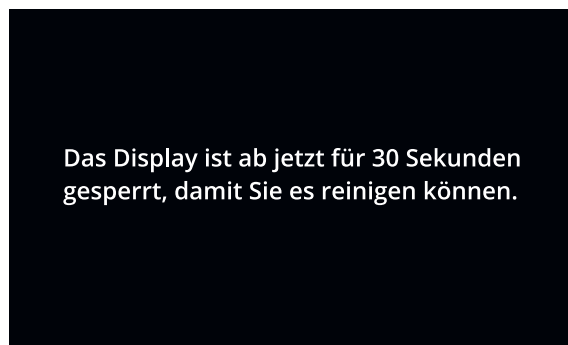 Das Display ist ab jetzt für 30 Sekunden
gesperrt, damit Sie es reinigen können.